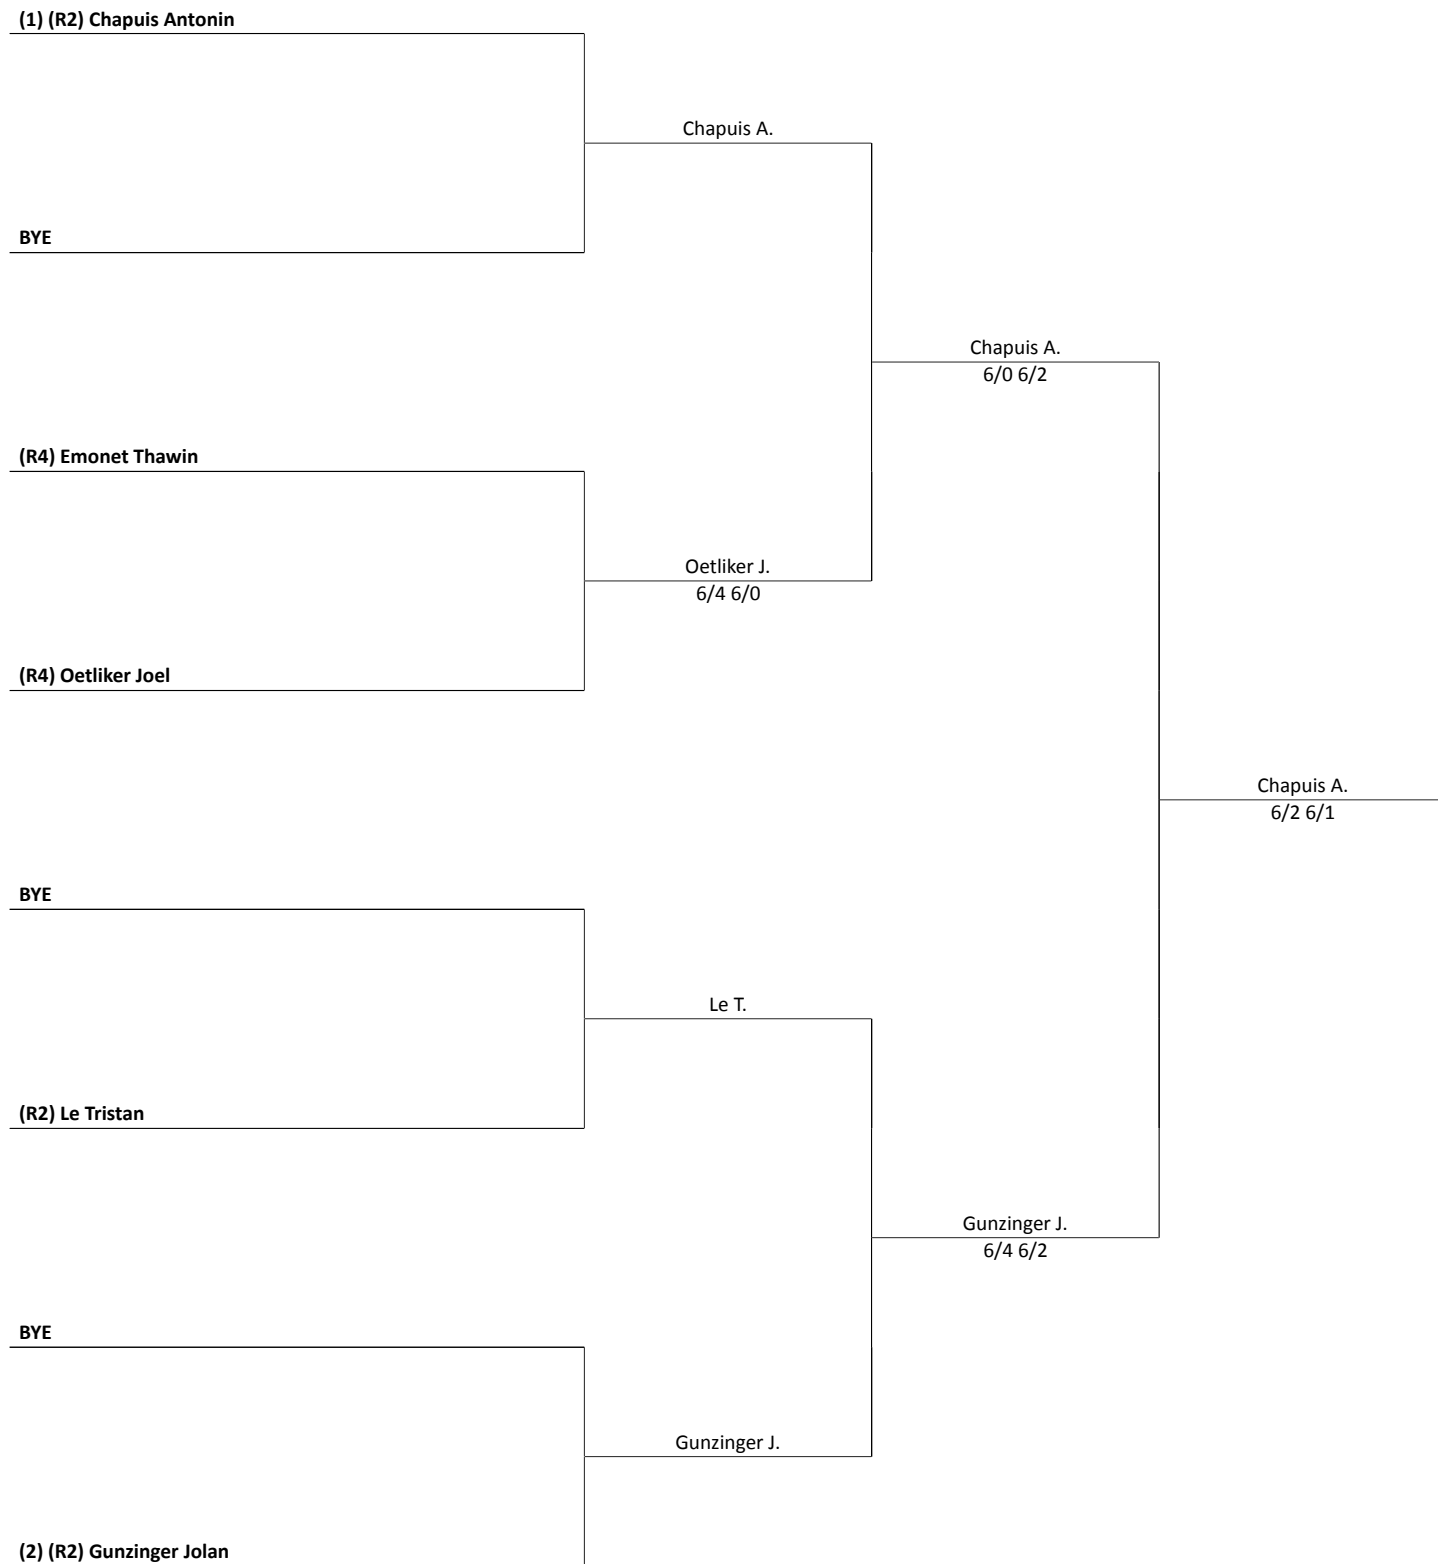 (1) (R2) Chapuis Antonin
Chapuis A.
BYE
Chapuis A.
6/0 6/2
(R4) Emonet Thawin
Oetliker J.
6/4 6/0
(R4) Oetliker Joel
Chapuis A.
6/2 6/1
BYE
Le T.
(R2) Le Tristan
Gunzinger J.
6/4 6/2
BYE
Gunzinger J.
(2) (R2) Gunzinger Jolan